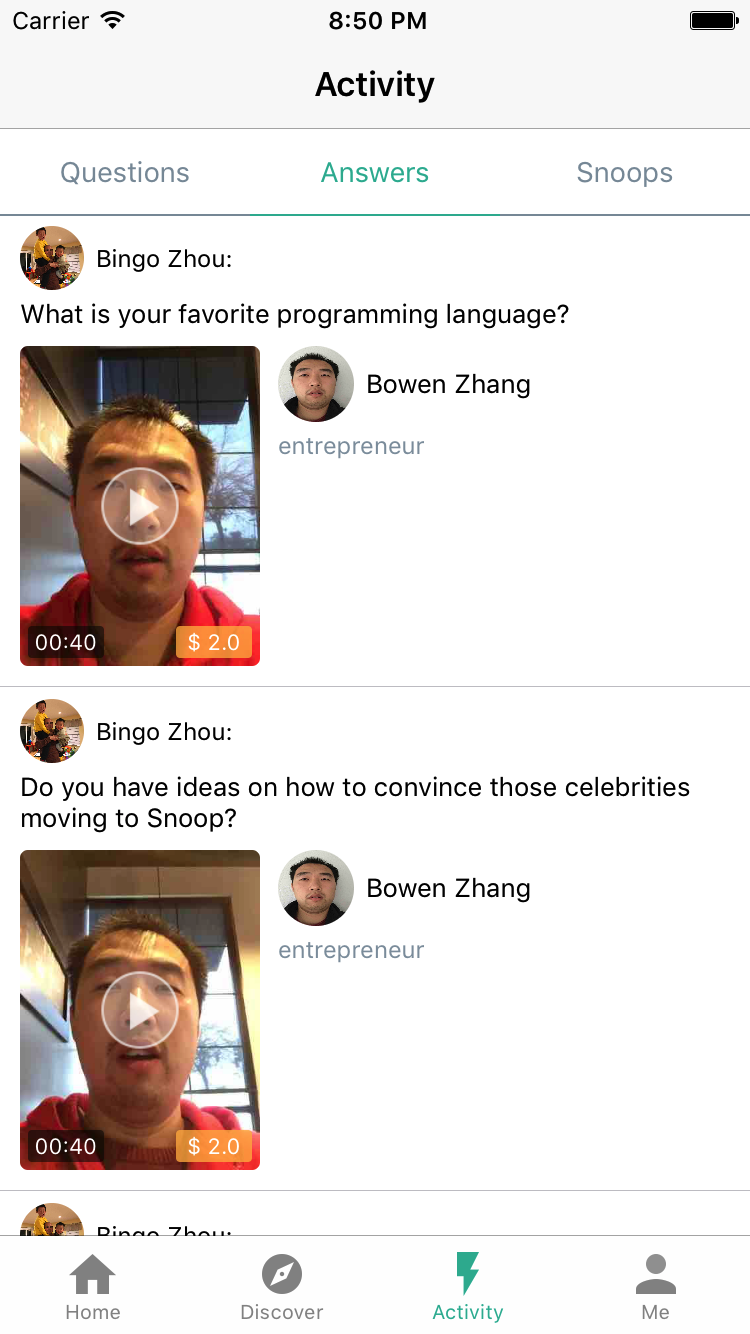 Carrier 8:50 PM
Activity
Questions Answers Snoops
Bingo Zhou:
What is your favorite programming language?
Bowen Zhang
entrepreneur
00:40 $ 2.0
Bingo Zhou:
Do you have ideas on how to convince those celebrities
moving to Snoop?
Bowen Zhang
entrepreneur
00:40 $ 2.0
Bingo Zhou:
Home Discover Activity Me